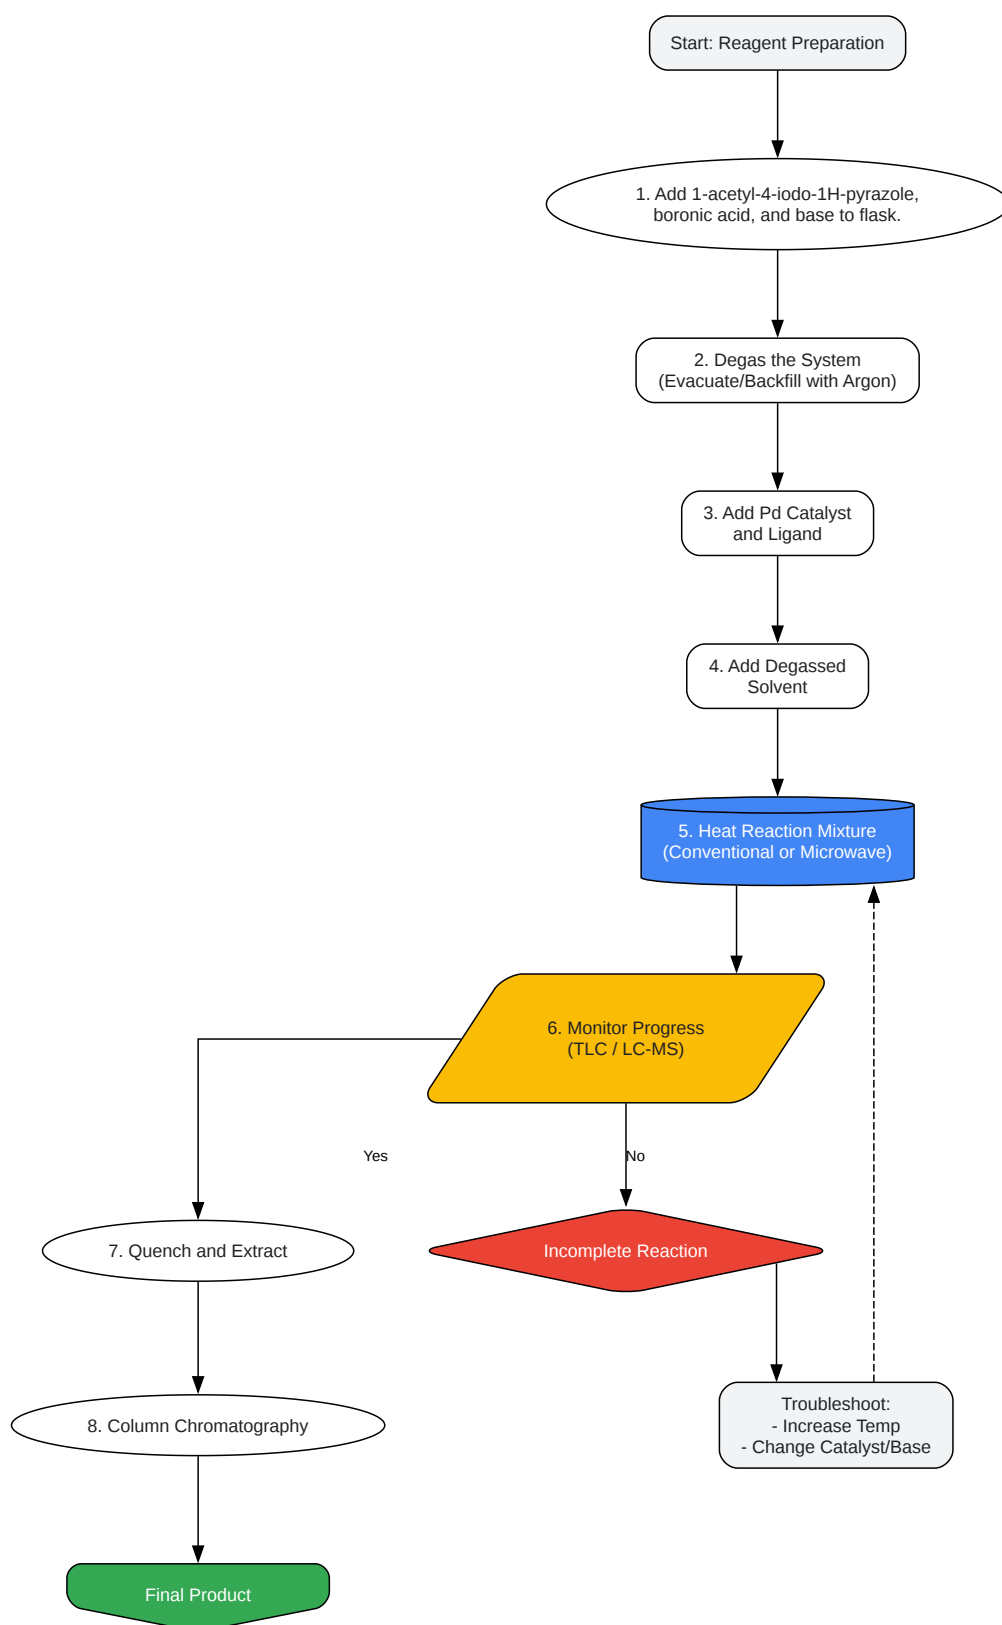 Start: Reagent Preparation
1. Add 1-acetyl-4-iodo-1H-pyrazole,
boronic acid, and base to flask.
2. Degas the System
(Evacuate/Backfill with Argon)
3. Add Pd Catalyst
and Ligand
4. Add Degassed
Solvent
5. Heat Reaction Mixture
(Conventional or Microwave)
6. Monitor Progress
(TLC / LC-MS)
Yes
No
7. Quench and Extract
Incomplete Reaction
Troubleshoot:
- Increase Temp
- Change Catalyst/Base
8. Column Chromatography
Final Product